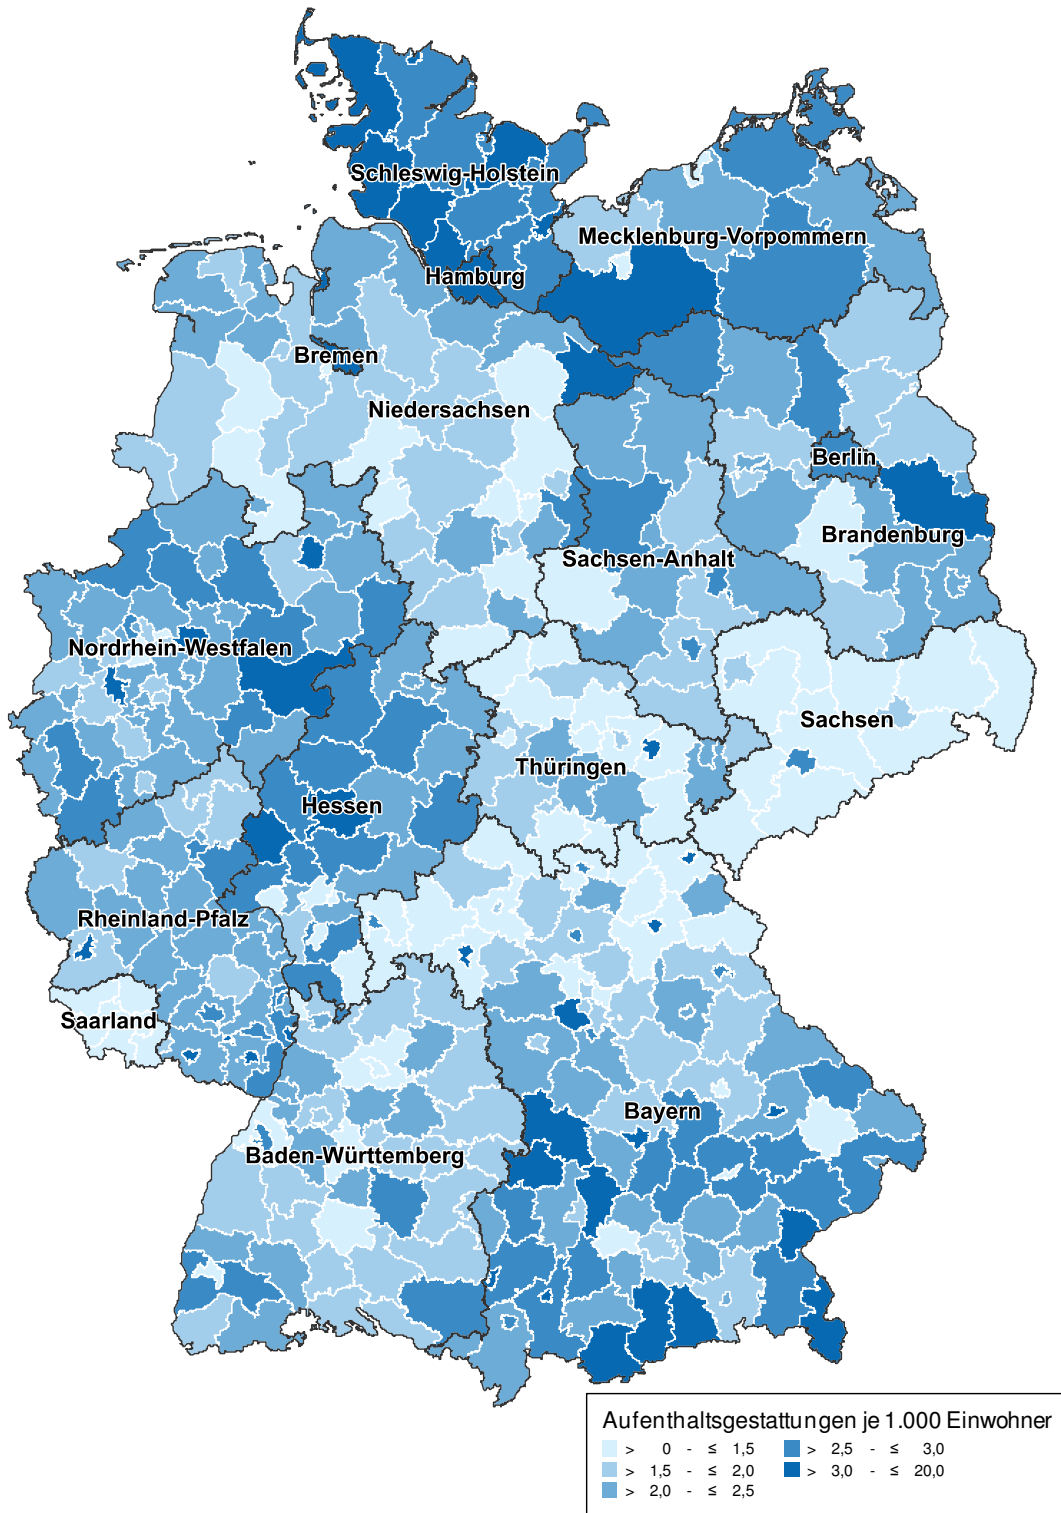 Schleswig-Holstein
Mecklenburg-Vorpommern
Hamburg
Bremen
Niedersachsen
Berlin
Brandenburg
Sachsen-Anhalt
Nordrhein-Westfalen
Sachsen
Thüringen
Hessen
Rheinland-Pfalz
Saarland
Bayern
Baden-Württemberg
Aufenthaltsgestattungen je 1.000 Einwohner
> 0 - ≤ 1,5 > 2,5 - ≤ 3,0
> 1,5 - ≤ 2,0 > 3,0 - ≤ 20,0
> 2,0 - ≤ 2,5